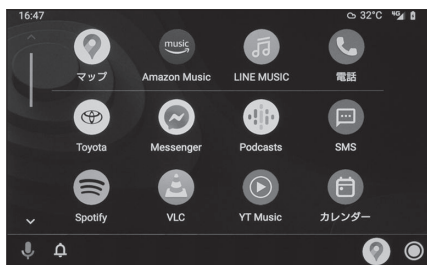 16:47
32°C 4G
music
マップ Amazon Music LINE MUSIC 電話
Toyota Messenger Podcasts SMS
Spotify VLC YT Music カレンダー